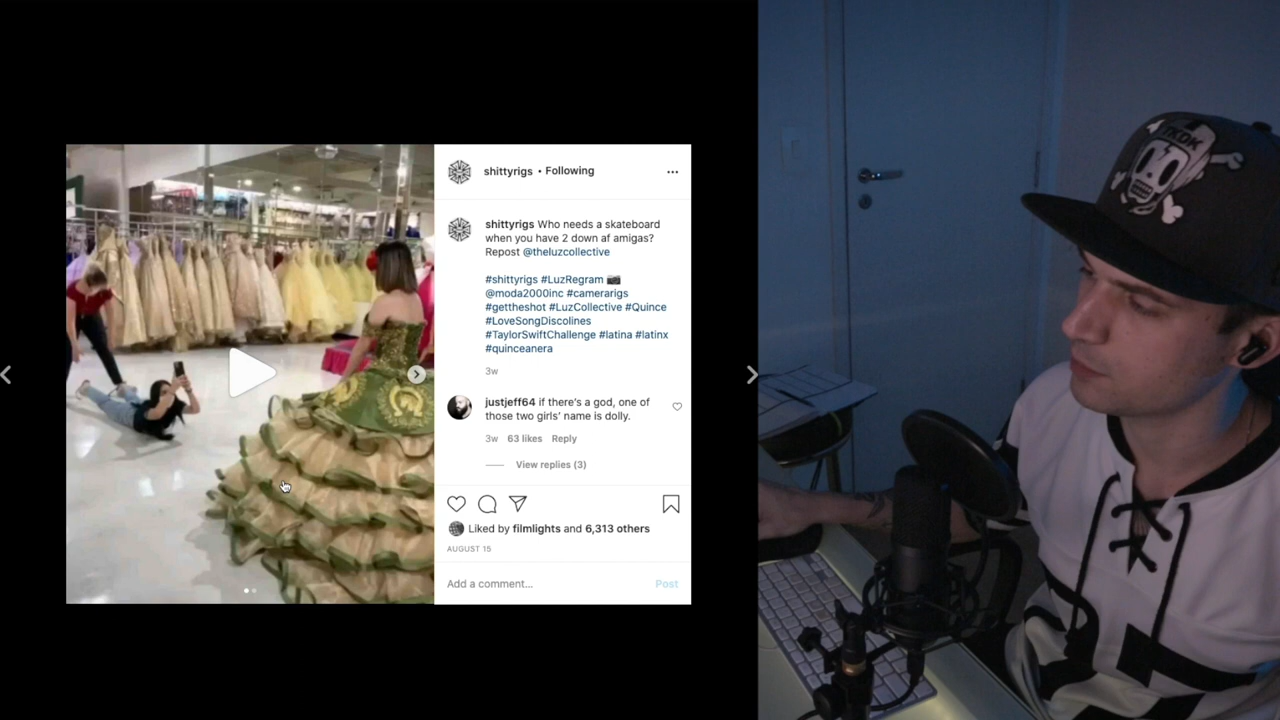 shittyrigs • Following
shittyrigs Who needs a skateboard
when you have 2 down af amigas?
Repost @theluzcollective
#shittyrigs #LuzRegram 📷
@moda2000inc #camerarigs
#gettheshot #LuzCollective #Quince
#LoveSongDiscolines
#TaylorSwiftChallenge #latina #latinx
#quinceanera
3w
justjeff64 if there's a god, one of
those two girls' name is dolly.
3w 63 likes Reply
View replies (3)
Liked by filmlights and 6,313 others
AUGUST 15
Add a comment... Post
TKDK